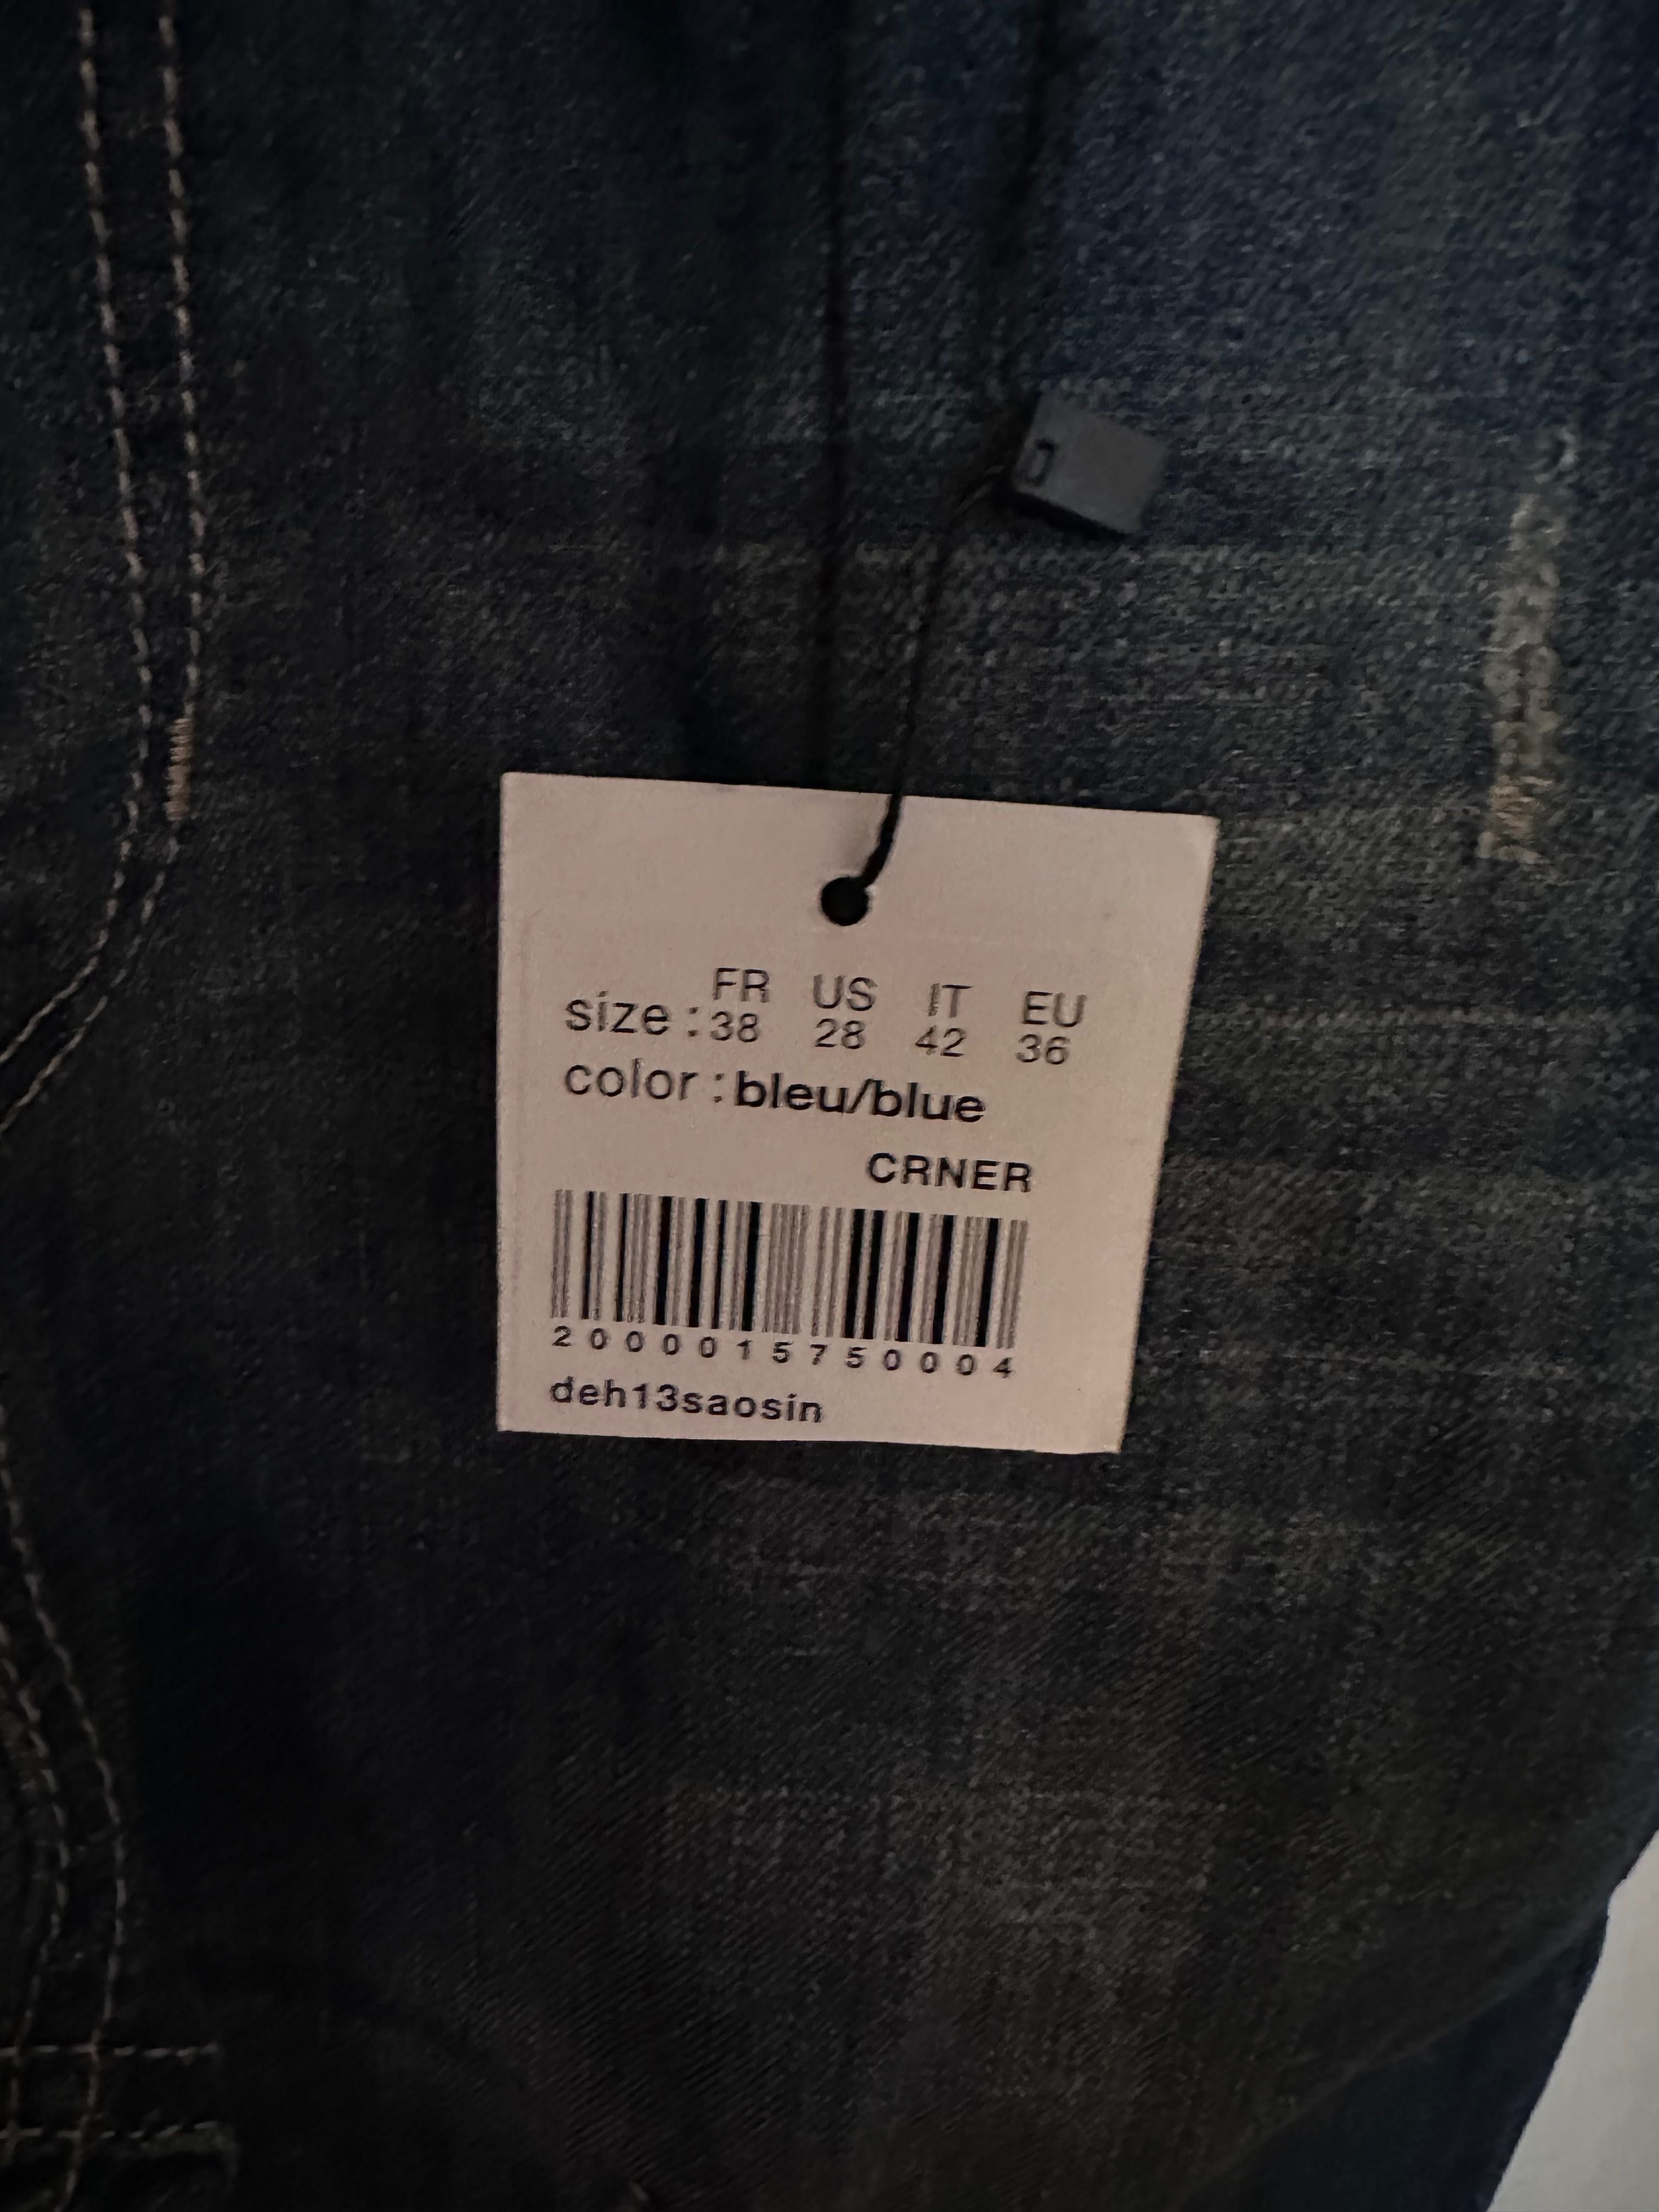 FR US IT EU
size : 38 28 42 36
color : bleu/blue
CRNER
2000015750004
deh13saosin